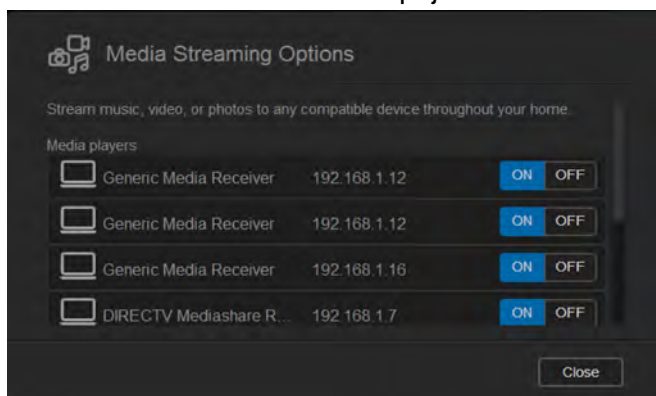 Media Streaming Options
Stream music, video, or photos to any compatible device throughout your home.
Media players
Generic Media Receiver 192.168.1.12 ON OFF
Generic Media Receiver 192.168.1.12 ON OFF
Generic Media Receiver 192.168.1.16 ON OFF
DIRECTV Mediashare R... 192.168.1.7 ON OFF
Close